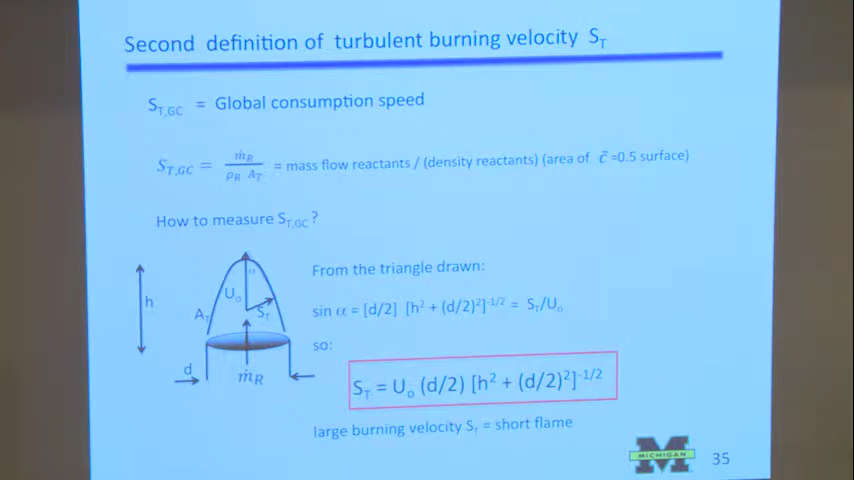 Second definition of turbulent burning velocity S_T
S_T,GC = Global consumption speed
S_T,GC = ṁ_R / (ρ_R A_T) = mass flow reactants / (density reactants) (area of c̄ =0.5 surface)
How to measure S_T,GC?
From the triangle drawn:
α
h
U_o
A_T
S_T
sin α = [d/2] [h² + (d/2)²]^-1/2 = S_T/U_o
so:
d
ṁ_R
S_T = U_o (d/2) [h² + (d/2)²]^-1/2
large burning velocity S_T = short flame
M
MICHIGAN
35